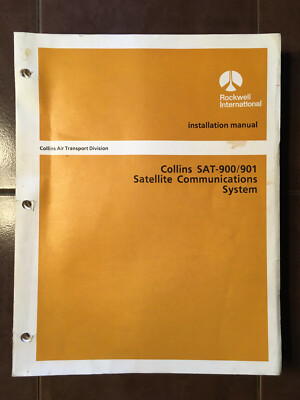 Rockwell
International
installation manual
Collins Air Transport Division
Collins SAT-900/901
Satellite Communications
System